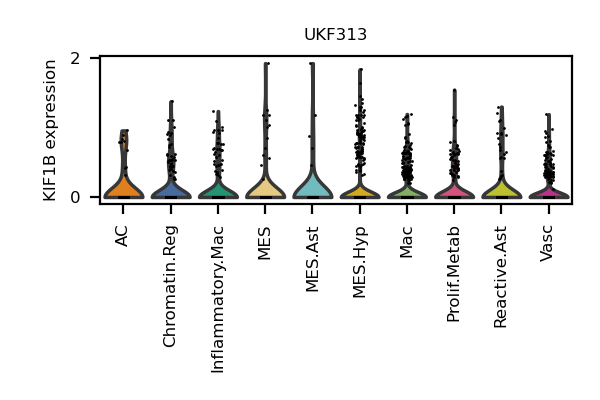 UKF313
KIF1B expression
2
0
AC
Chromatin.Reg
Inflammatory.Mac
MES
MES.Ast
MES.Hyp
Mac
Prolif.Metab
Reactive.Ast
Vasc